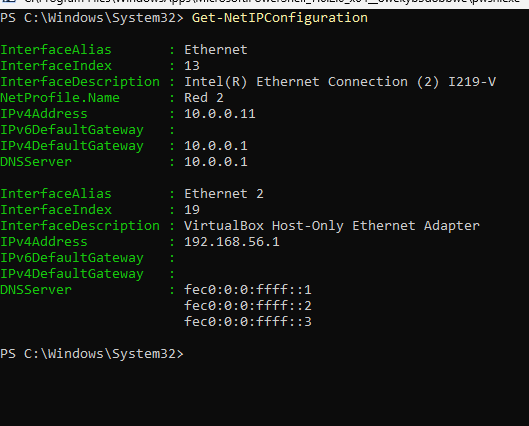 PS C:\Windows\System32> Get-NetIPConfiguration
InterfaceAlias : Ethernet
InterfaceIndex : 13
InterfaceDescription : Intel(R) Ethernet Connection (2) I219-V
NetProfile.Name : Red 2
IPv4Address : 10.0.0.11
IPv6DefaultGateway :
IPv4DefaultGateway : 10.0.0.1
DNSServer : 10.0.0.1
InterfaceAlias : Ethernet 2
InterfaceIndex : 19
InterfaceDescription : VirtualBox Host-Only Ethernet Adapter
IPv4Address : 192.168.56.1
IPv6DefaultGateway :
IPv4DefaultGateway :
DNSServer : fec0:0:0:ffff::1
fec0:0:0:ffff::2
fec0:0:0:ffff::3
PS C:\Windows\System32>